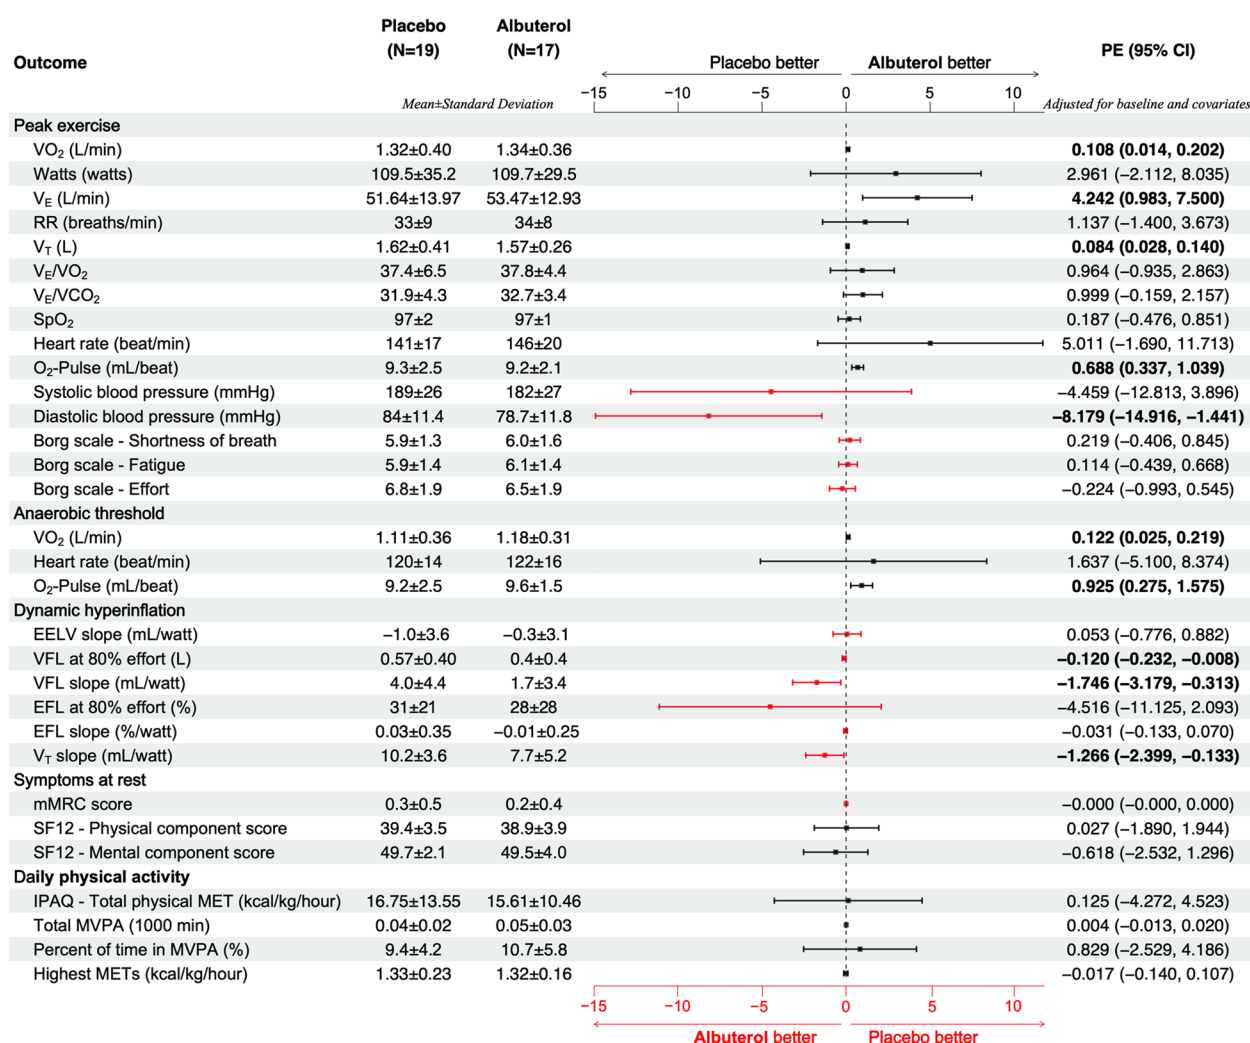 Outcome Placebo (N=19) Albuterol (N=17) Placebo better Albuterol better PE (95% CI)
−15 −10 −5 0 5 10
Mean±Standard Deviation Adjusted for baseline and covariates
Peak exercise
VO₂ (L/min) 1.32±0.40 1.34±0.36 0.108 (0.014, 0.202)
Watts (watts) 109.5±35.2 109.7±29.5 2.961 (−2.112, 8.035)
VE (L/min) 51.64±13.97 53.47±12.93 4.242 (0.983, 7.500)
RR (breaths/min) 33±9 34±8 1.137 (−1.400, 3.673)
VT (L) 1.62±0.41 1.57±0.26 0.084 (0.028, 0.140)
VE/VO₂ 37.4±6.5 37.8±4.4 0.964 (−0.935, 2.863)
VE/VCO₂ 31.9±4.3 32.7±3.4 0.999 (−0.159, 2.157)
SpO₂ 97±2 97±1 0.187 (−0.476, 0.851)
Heart rate (beat/min) 141±17 146±20 5.011 (−1.690, 11.713)
O₂-Pulse (mL/beat) 9.3±2.5 9.2±2.1 0.688 (0.337, 1.039)
Systolic blood pressure (mmHg) 189±26 182±27 −4.459 (−12.813, 3.896)
Diastolic blood pressure (mmHg) 84±11.4 78.7±11.8 −8.179 (−14.916, −1.441)
Borg scale - Shortness of breath 5.9±1.3 6.0±1.6 0.219 (−0.406, 0.845)
Borg scale - Fatigue 5.9±1.4 6.1±1.4 0.114 (−0.439, 0.668)
Borg scale - Effort 6.8±1.9 6.5±1.9 −0.224 (−0.993, 0.545)
Anaerobic threshold
VO₂ (L/min) 1.11±0.36 1.18±0.31 0.122 (0.025, 0.219)
Heart rate (beat/min) 120±14 122±16 1.637 (−5.100, 8.374)
O₂-Pulse (mL/beat) 9.2±2.5 9.6±1.5 0.925 (0.275, 1.575)
Dynamic hyperinflation
EELV slope (mL/watt) −1.0±3.6 −0.3±3.1 0.053 (−0.776, 0.882)
VFL at 80% effort (L) 0.57±0.40 0.4±0.4 −0.120 (−0.232, −0.008)
VFL slope (mL/watt) 4.0±4.4 1.7±3.4 −1.746 (−3.179, −0.313)
EFL at 80% effort (%) 31±21 28±28 −4.516 (−11.125, 2.093)
EFL slope (%/watt) 0.03±0.35 −0.01±0.25 −0.031 (−0.133, 0.070)
VT slope (mL/watt) 10.2±3.6 7.7±5.2 −1.266 (−2.399, −0.133)
Symptoms at rest
mMRC score 0.3±0.5 0.2±0.4 −0.000 (−0.000, 0.000)
SF12 - Physical component score 39.4±3.5 38.9±3.9 0.027 (−1.890, 1.944)
SF12 - Mental component score 49.7±2.1 49.5±4.0 −0.618 (−2.532, 1.296)
Daily physical activity
IPAQ - Total physical MET (kcal/kg/hour) 16.75±13.55 15.61±10.46 0.125 (−4.272, 4.523)
Total MVPA (1000 min) 0.04±0.02 0.05±0.03 0.004 (−0.013, 0.020)
Percent of time in MVPA (%) 9.4±4.2 10.7±5.8 0.829 (−2.529, 4.186)
Highest METs (kcal/kg/hour) 1.33±0.23 1.32±0.16 −0.017 (−0.140, 0.107)
−15 −10 −5 0 5 10
Albuterol better Placebo better